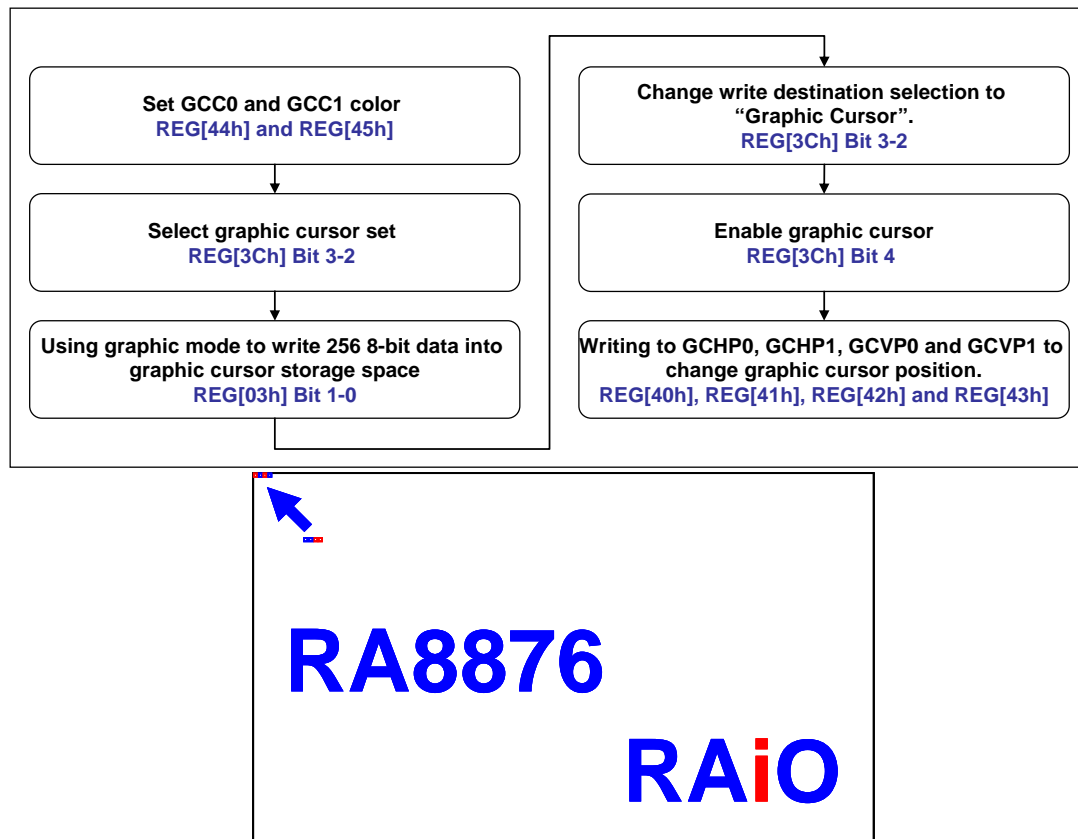 Set GCC0 and GCC1 color
REG[44h] and REG[45h]
Select graphic cursor set
REG[3Ch] Bit 3-2
Using graphic mode to write 256 8-bit data into
graphic cursor storage space
REG[03h] Bit 1-0
Change write destination selection to
“Graphic Cursor”.
REG[3Ch] Bit 3-2
Enable graphic cursor
REG[3Ch] Bit 4
Writing to GCHP0, GCHP1, GCVP0 and GCVP1 to
change graphic cursor position.
REG[40h], REG[41h], REG[42h] and REG[43h]
RA8876
RAiO